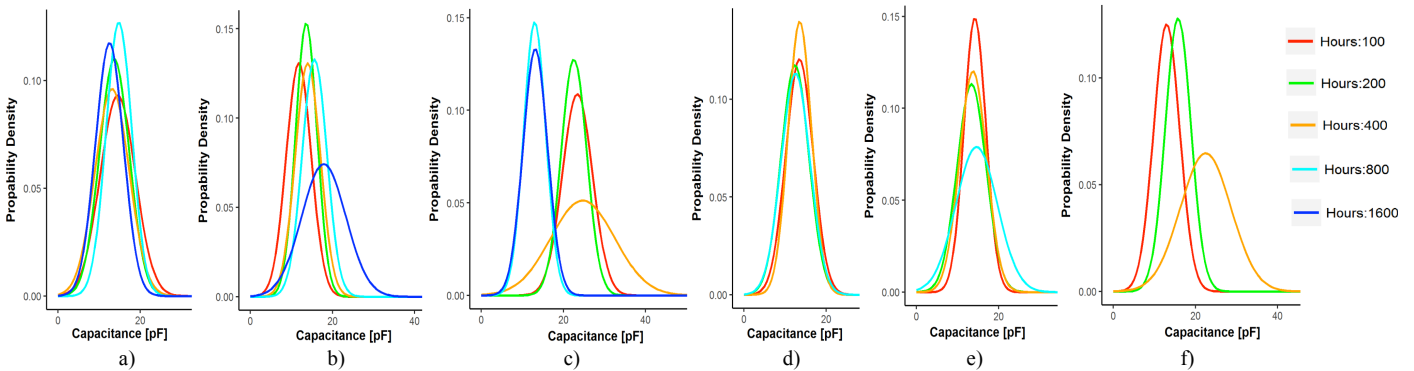 Propability Density
0.00
0.05
0.10
0
20
Capacitance [pF]
a)
Propability Density
0.00
0.05
0.10
0.15
0
20
40
Capacitance [pF]
b)
Propability Density
0.00
0.05
0.10
0.15
0
20
40
Capacitance [pF]
c)
Propability Density
0.00
0.05
0.10
0
20
Capacitance [pF]
d)
Propability Density
0.00
0.05
0.10
0.15
0
20
Capacitance [pF]
e)
Propability Density
0.00
0.05
0.10
0
20
40
Capacitance [pF]
f)
Hours:100
Hours:200
Hours:400
Hours:800
Hours:1600